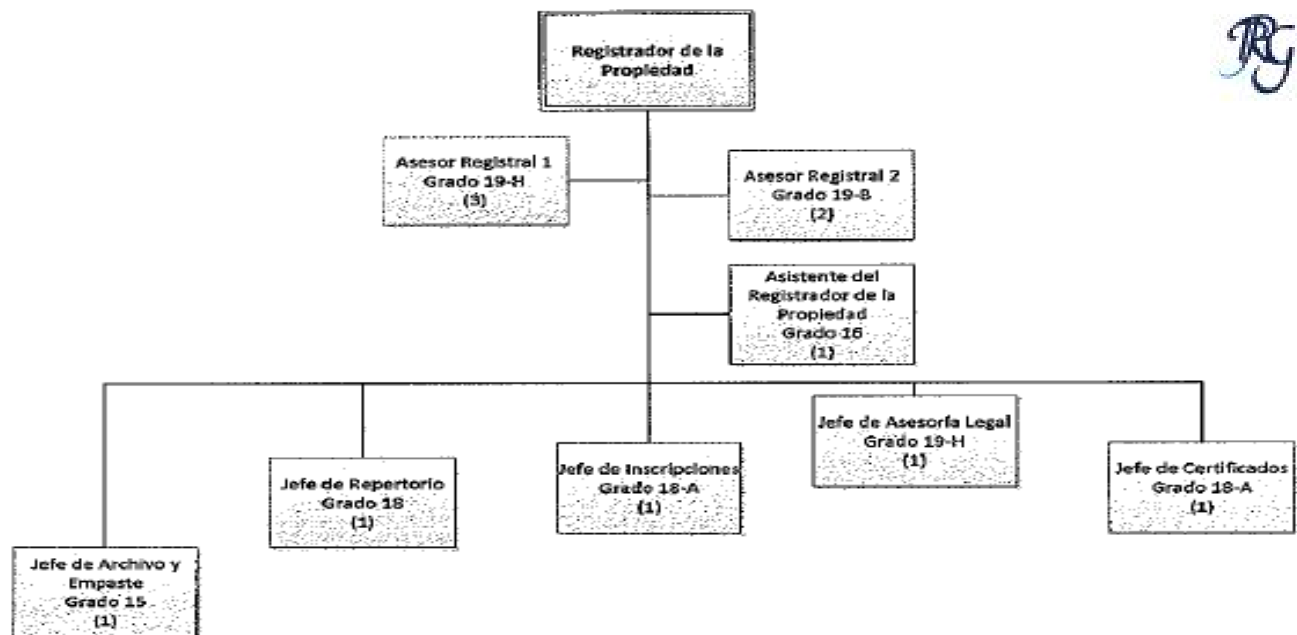 Registrador de la
Propiedad
Asesor Registral 1
Grado 19-H
(3)
Asesor Registral 2
Grado 19-B
(2)
Asistente del
Registrador de la
Propiedad
Grado 16
(1)
Jefe de Archivo y
Empaste
Grado 15
(1)
Jefe de Repertorio
Grado 18
(1)
Jefe de Inscripciones
Grado 18-A
(1)
Jefe de Asesoría Legal
Grado 19-H
(1)
Jefe de Certificados
Grado 18-A
(1)